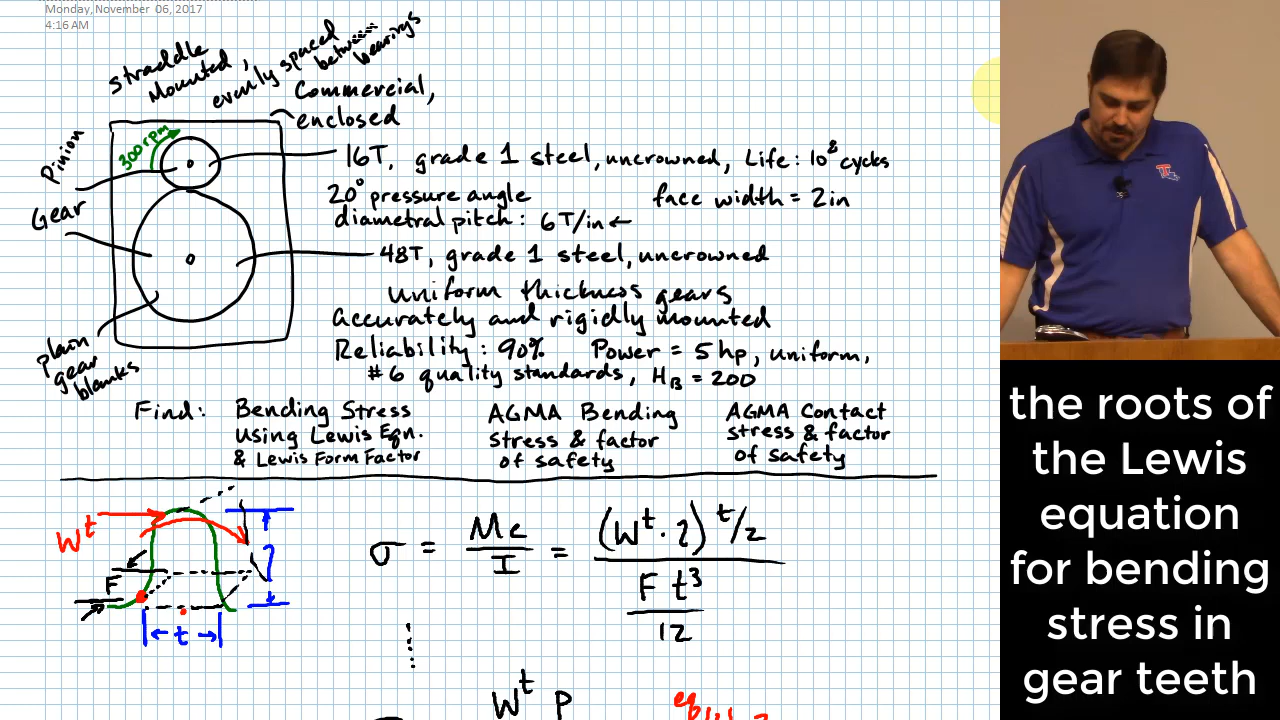 Monday, November 06, 2017
4:16 AM
straddle
mounted,
evenly spaced
between
bearings
Commercial,
enclosed
Pinion
300 rpm
16T, grade 1 steel, uncrowned, Life: 10^8 cycles
20° pressure angle
face width = 2in
Gear
diametral pitch: 6T/in ←
48T, grade 1 steel, uncrowned
uniform thickness gears
accurately and rigidly mounted
plain
gear
blanks
Reliability: 90% Power = 5hp, uniform,
#6 quality standards, H_B = 200
Find:
Bending Stress
using Lewis Eqn.
& Lewis Form Factor
AGMA Bending
stress & factor
of safety
AGMA Contact
stress & factor
of safety
W^t
F
l
t
σ = Mc/I = (W^t · l) t/2 / (F t^3/12)
W^t P
the roots of
the Lewis
equation
for bending
stress in
gear teeth